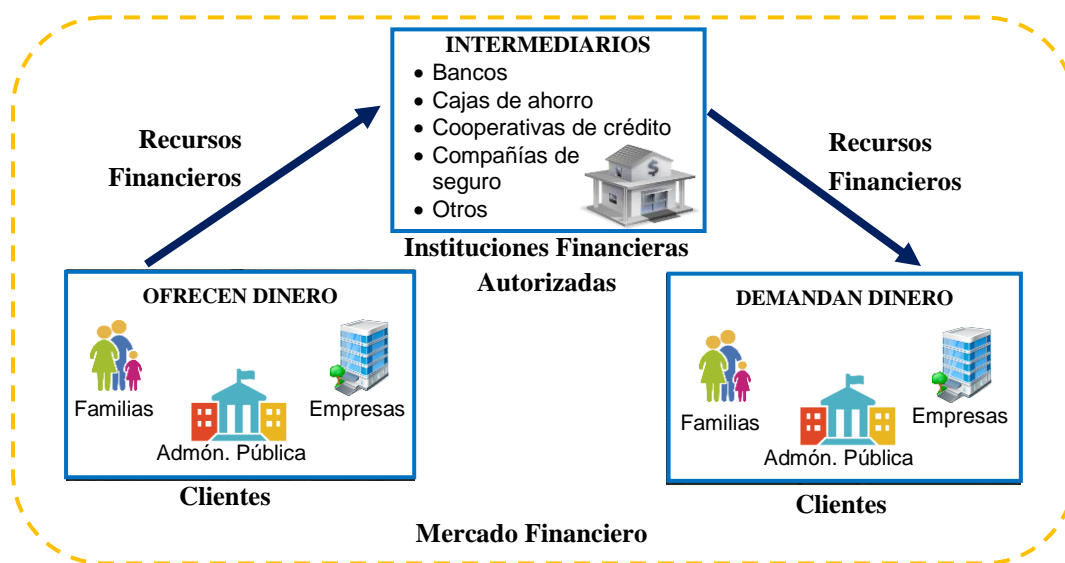 INTERMEDIARIOS
• Bancos
• Cajas de ahorro
• Cooperativas de crédito
• Compañías de
seguro
• Otros
$
Instituciones Financieras
Autorizadas
Recursos
Financieros
Recursos
Financieros
OFRECEN DINERO
Familias
Empresas
Admón. Pública
Clientes
DEMANDAN DINERO
Familias
Empresas
Admón. Pública
Clientes
Mercado Financiero